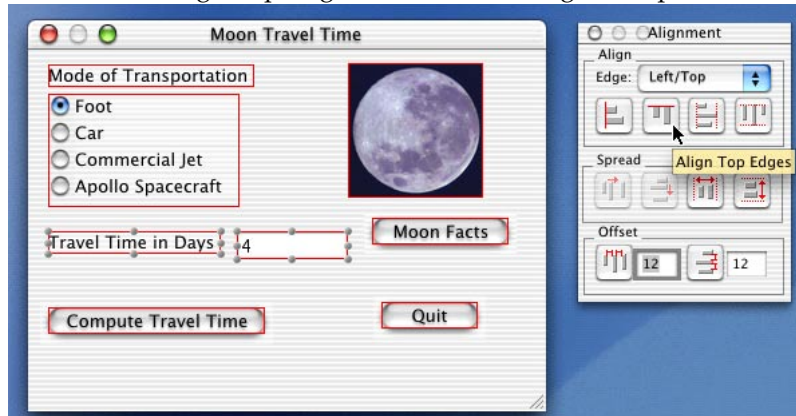 Moon Travel Time
Mode of Transportation
Foot
Car
Commercial Jet
Apollo Spacecraft
Travel Time in Days
4
Moon Facts
Compute Travel Time
Quit
Alignment
Align
Edge: Left/Top
Align Top Edges
Spread
Offset
12
12